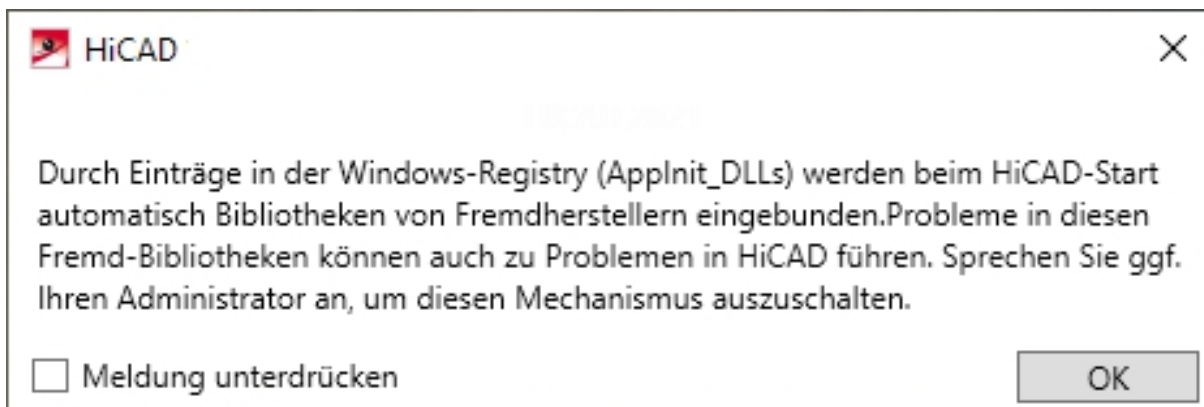 HiCAD
Durch Einträge in der Windows-Registry (AppInit_DLLs) werden beim HiCAD-Start
automatisch Bibliotheken von Fremdherstellern eingebunden.Probleme in diesen
Fremd-Bibliotheken können auch zu Problemen in HiCAD führen. Sprechen Sie ggf.
Ihren Administrator an, um diesen Mechanismus auszuschalten.
Meldung unterdrücken
OK